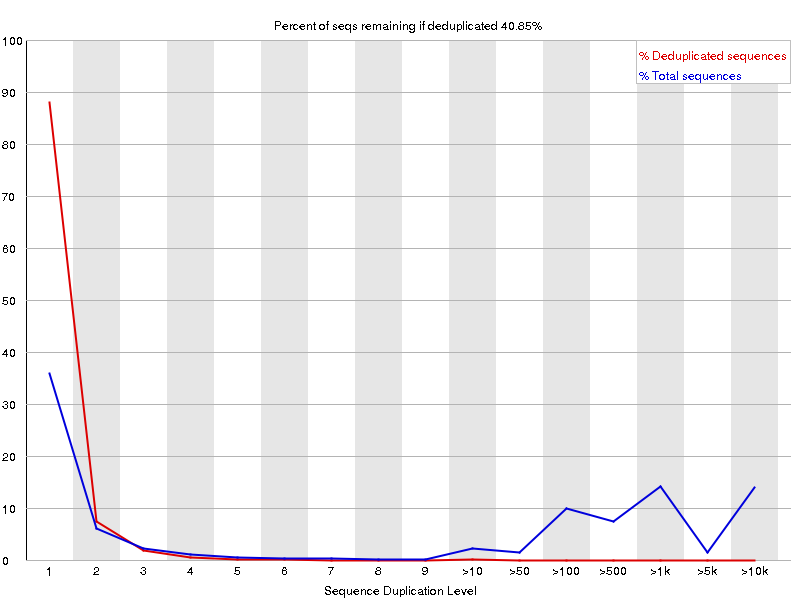 Percent of seqs remaining if deduplicated 40.85%
% Deduplicated sequences
% Total sequences
100
90
80
70
60
50
40
30
20
10
0
1 2 3 4 5 6 7 8 9 >10 >50 >100 >500 >1k >5k >10k
Sequence Duplication Level